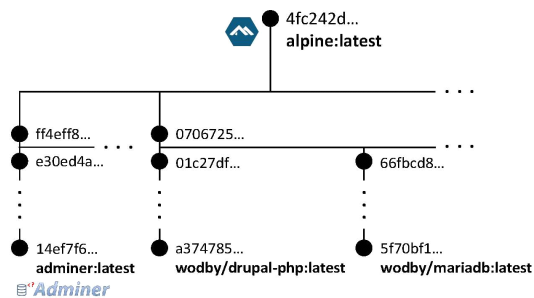 4fc242d...
alpine:latest
ff4eff8...
0706725...
e30ed4a...
01c27df...
66fbcd8...
14ef7f6...
a374785...
5f70bf1...
adminer:latest
wodby/drupal-php:latest
wodby/mariadb:latest
Adminer